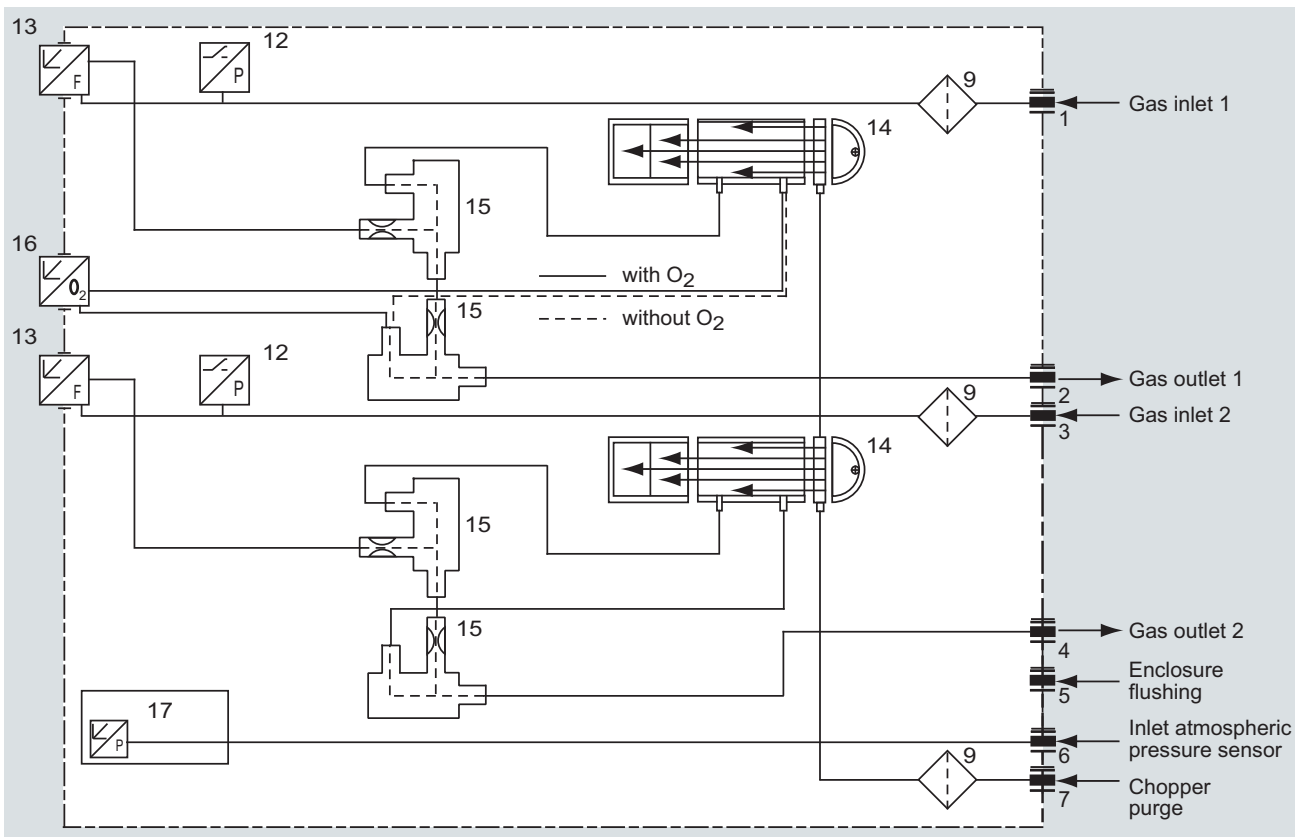 13
12
F
P
9
1
Gas inlet 1
14
15
16
O2
with O2
15
without O2
13
12
F
P
2
Gas outlet 1
9
3
Gas inlet 2
14
15
15
4
Gas outlet 2
5
Enclosure
flushing
17
P
6
Inlet atmospheric
pressure sensor
9
7
Chopper
purge